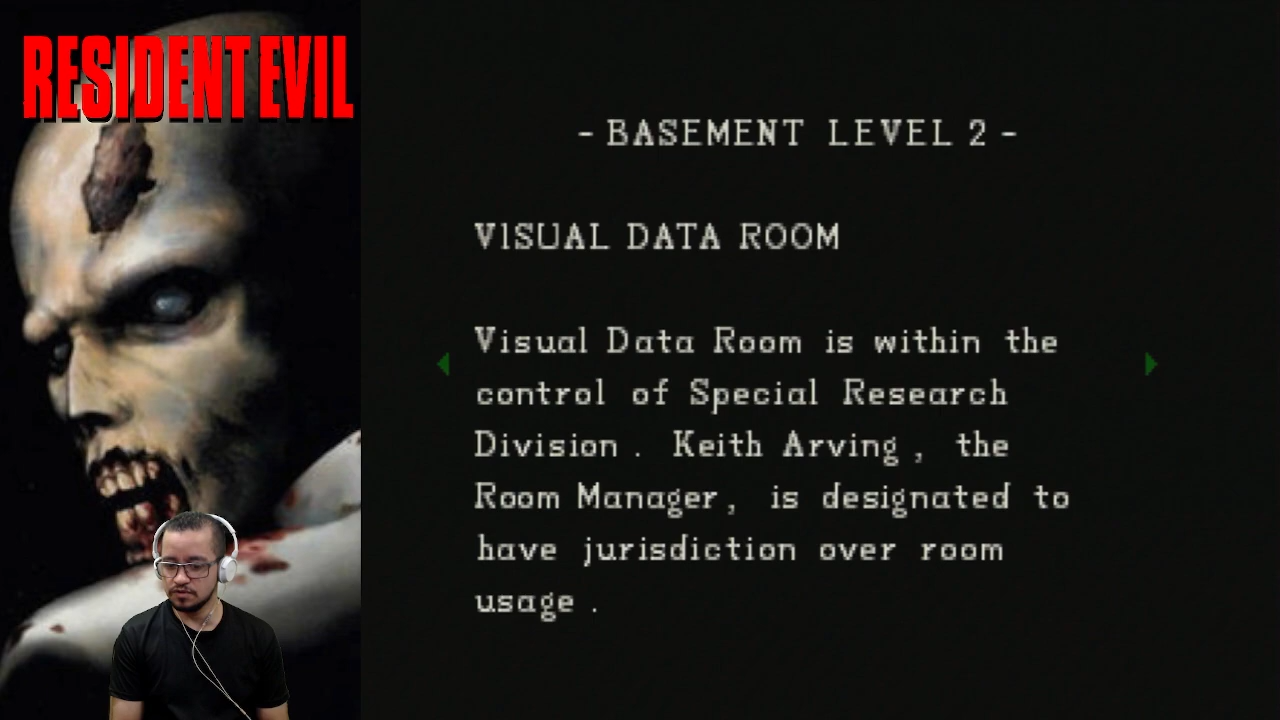 RESIDENT EVIL
- BASEMENT LEVEL 2 -
VISUAL DATA ROOM
Visual Data Room is within the
control of Special Research
Division . Keith Arving , the
Room Manager, is designated to
have jurisdiction over room
usage .